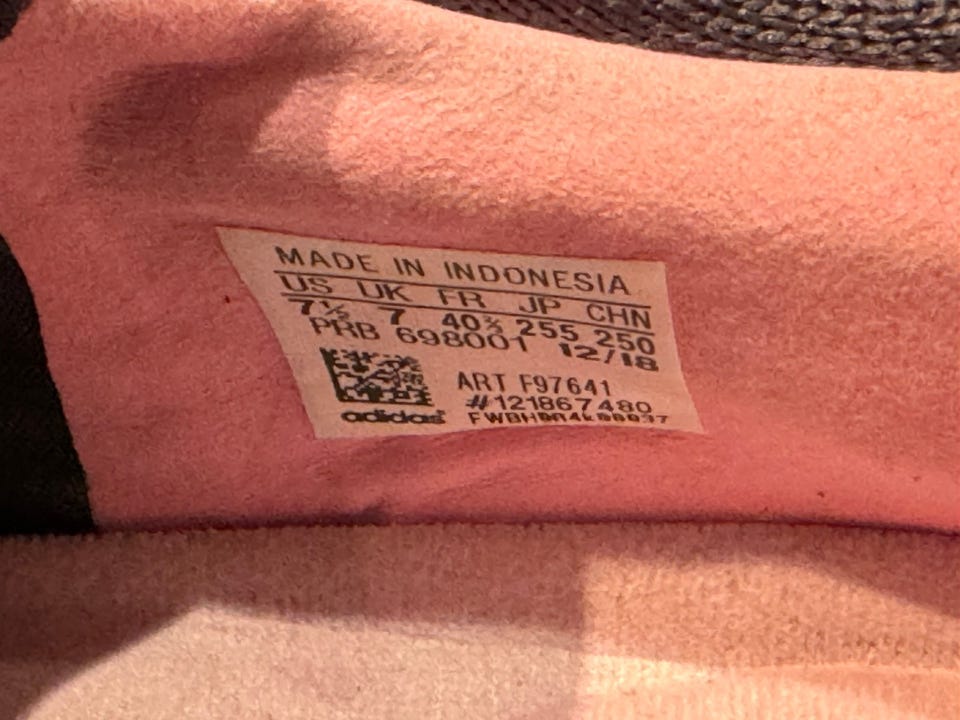 MADE IN INDONESIA
US UK FR JP CHN
7½ 7 40⅔ 255 250
PRB 698001 12/18
ART F97641
#121867480
adidas